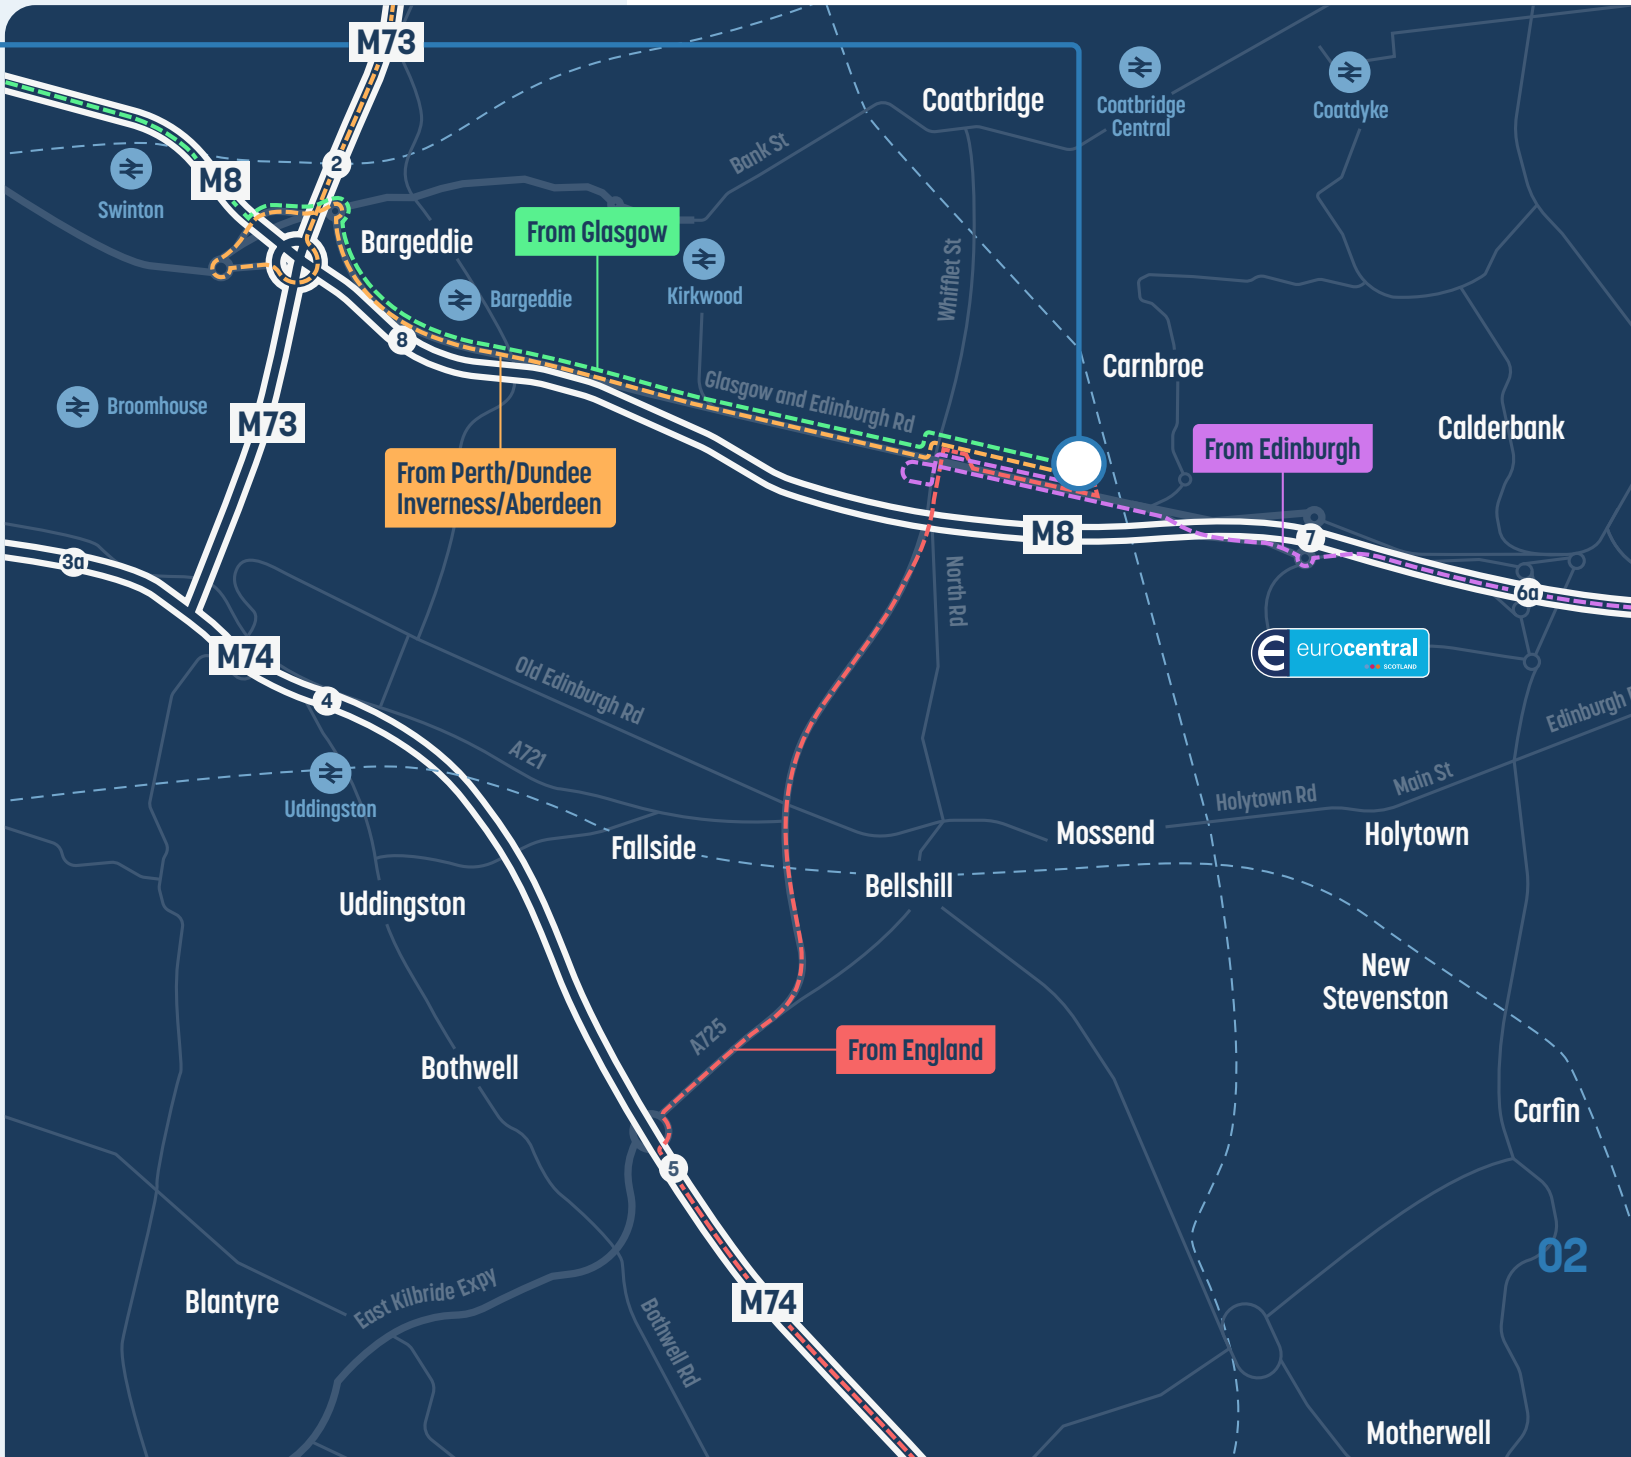 M73
Coatbridge
Coatbridge
Central
Coatdyke
Bank St
2
Swinton
M8
Bargeddie
From Glasgow
Kirkwood
Whifflet St
Bargeddie
8
Carnbroe
Glasgow and Edinburgh Rd
Broomhouse
M73
Calderbank
From Edinburgh
From Perth/Dundee
Inverness/Aberdeen
M8
7
3a
North Rd
6a
eurocentral
SCOTLAND
M74
4
Old Edinburgh Rd
Edinburgh
A721
Uddingston
Main St
Holytown Rd
Fallside
Mossend
Holytown
Bellshill
Uddingston
New
Stevenston
A725
From England
Bothwell
Carfin
5
02
East Kilbride Expy
Blantyre
M74
Bothwell Rd
Motherwell